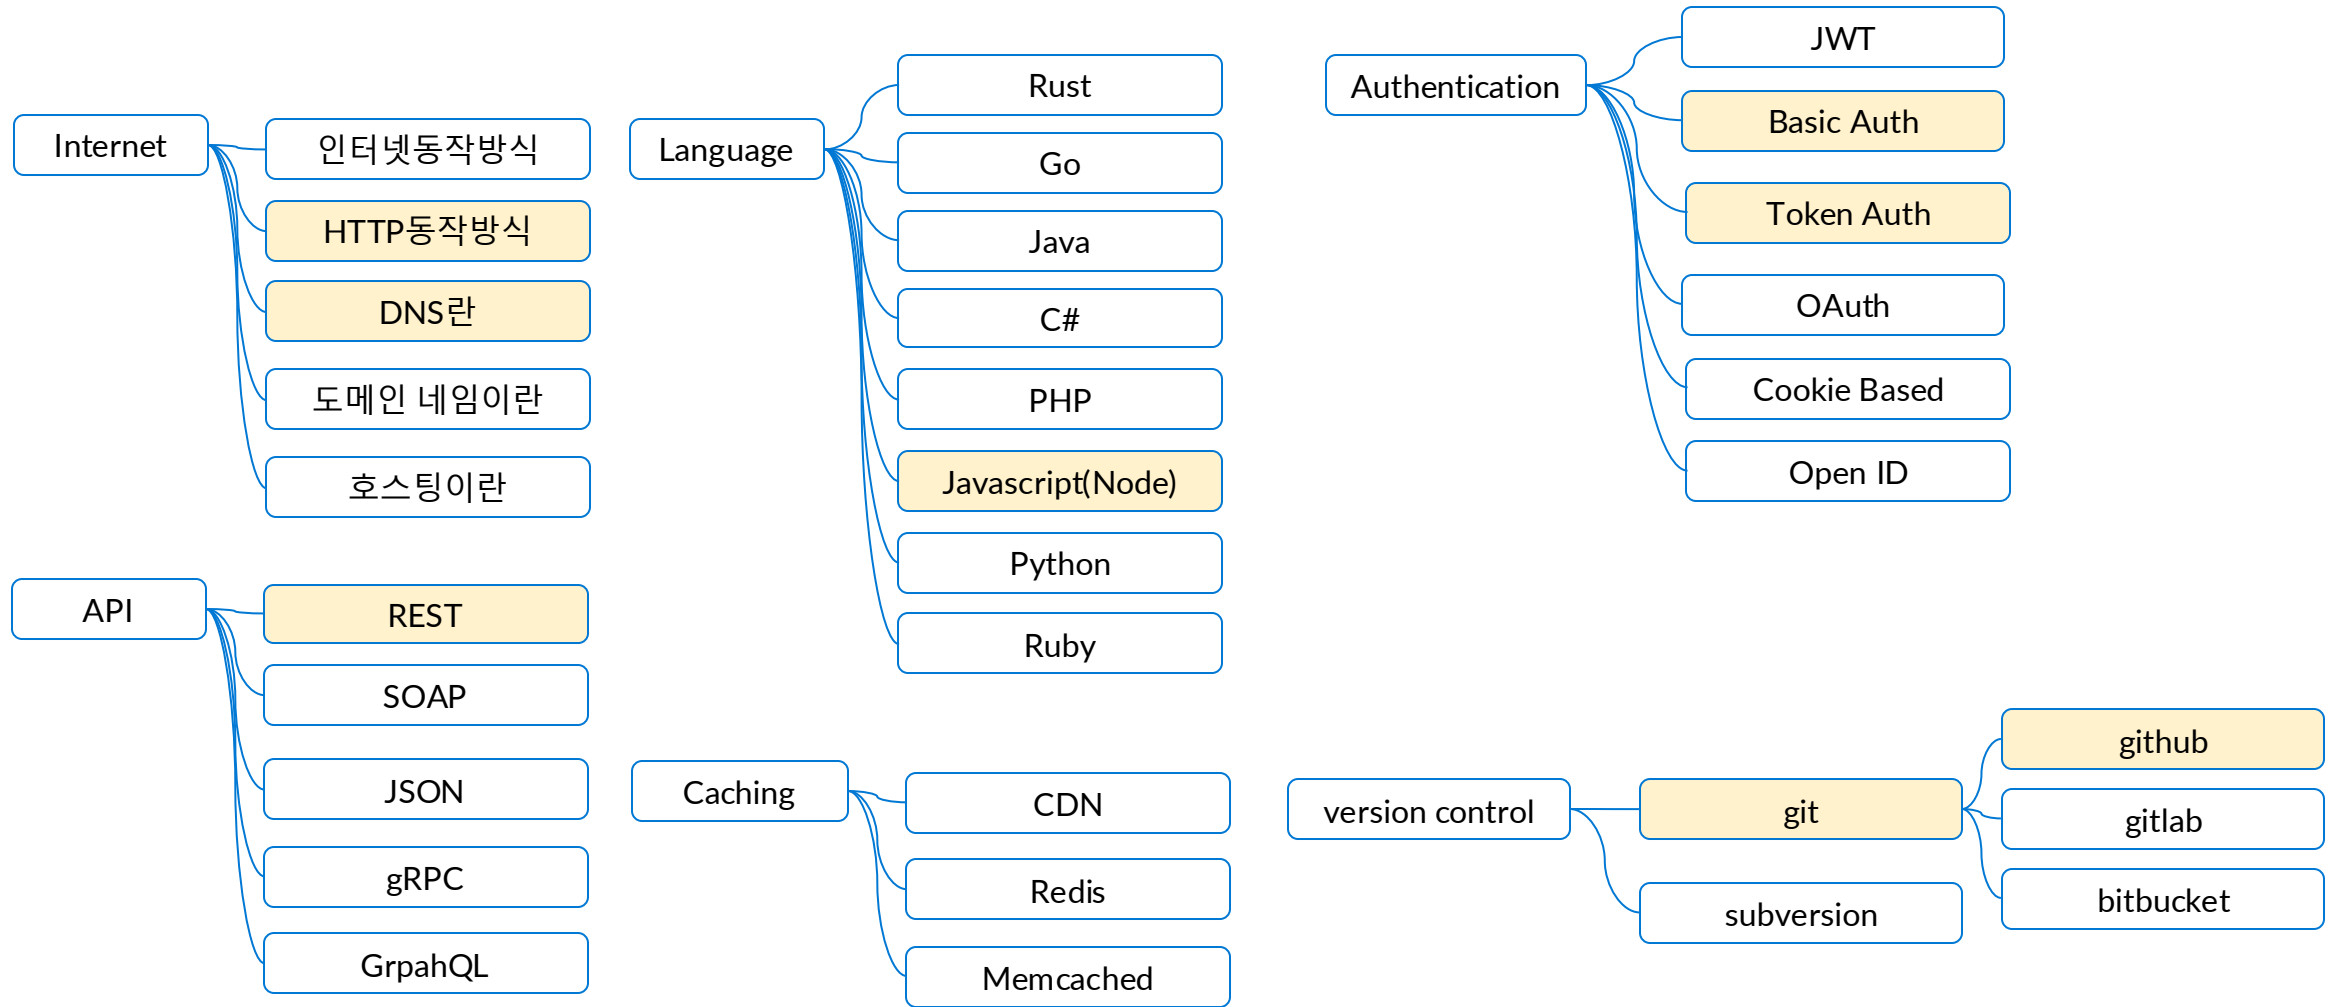 Internet
인터넷동작방식
HTTP동작방식
DNS란
도메인 네임이란
호스팅이란
Language
Rust
Go
Java
C#
PHP
Javascript(Node)
Python
Ruby
Authentication
JWT
Basic Auth
Token Auth
OAuth
Cookie Based
Open ID
API
REST
SOAP
JSON
gRPC
GrpahQL
Caching
CDN
Redis
Memcached
version control
git
subversion
github
gitlab
bitbucket